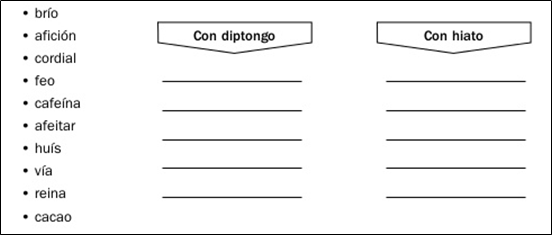 • brío
• afición
• cordial
• feo
• cafeína
• afeitar
• huís
• vía
• reina
• cacao
Con diptongo
Con hiato